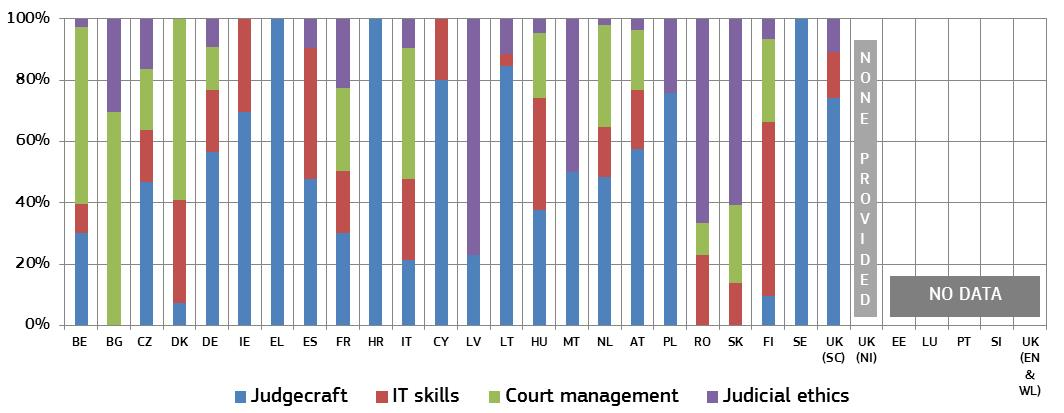 100%
80%
60%
40%
20%
0%
NONE PROVIDED
NO DATA
BE BG CZ DK DE IE EL ES FR HR IT CY LV LT HU MT NL AT PL RO SK FI SE UK (SC) UK (NI) EE LU PT SI UK (EN & WL)
Judgecraft IT skills Court management Judicial ethics